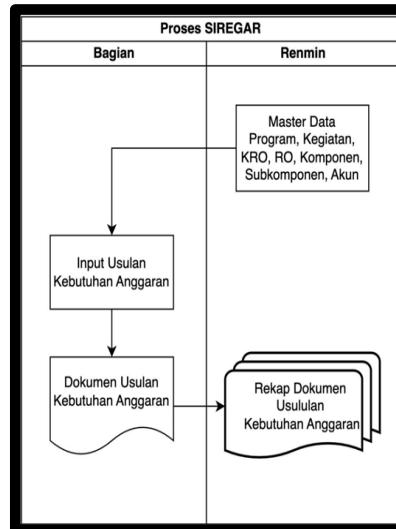 Proses SIREGAR
Bagian
Renmin
Master Data
Program, Kegiatan,
KRO, RO, Komponen,
Subkomponen, Akun
Input Usulan
Kebutuhan Anggaran
Dokumen Usulan
Kebutuhan Anggaran
Rekap Dokumen
Usululan
Kebutuhan Anggaran